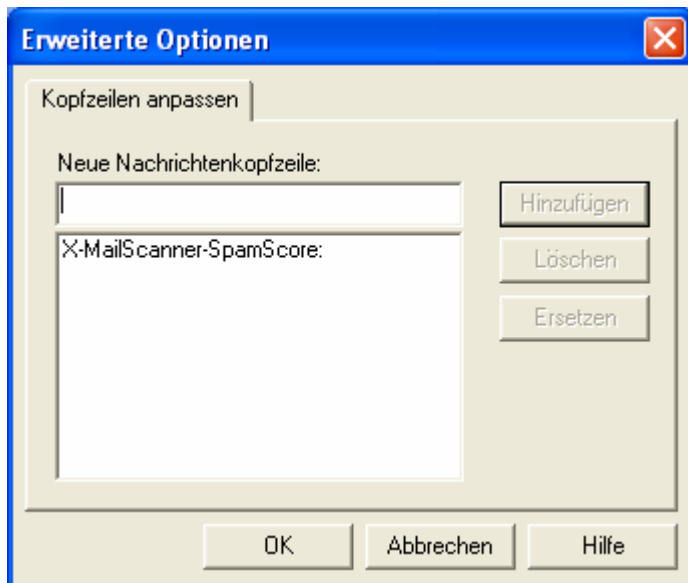 Erweiterte Optionen
Kopfzeilen anpassen
Neue Nachrichtenkopfzeile:
Hinzufügen
X-MailScanner-SpamScore:
Löschen
Ersetzen
OK
Abbrechen
Hilfe